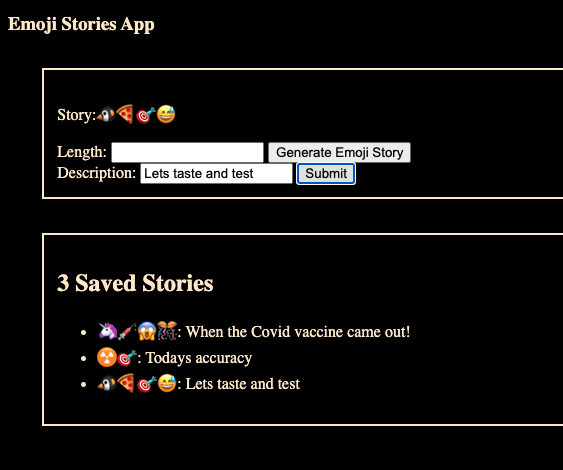 Emoji Stories App
Story:🐧🍕🎯😅
Length: Generate Emoji Story
Description: Lets taste and test Submit
3 Saved Stories
🦄💉😱🎊: When the Covid vaccine came out!
☢️🎯: Todays accuracy
🐧🍕🎯😅: Lets taste and test